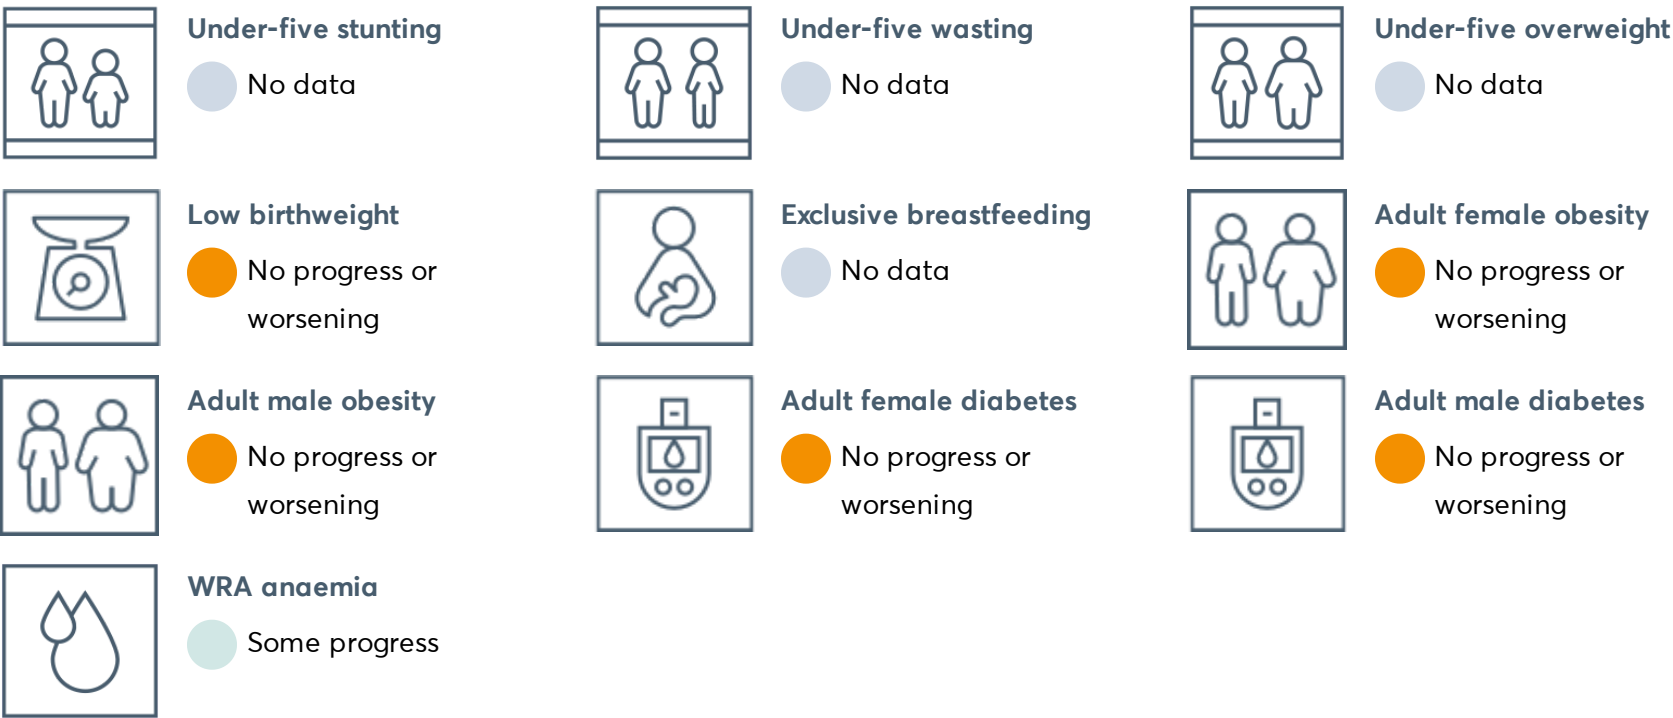 Under-five stunting
No data
Under-five wasting
No data
Under-five overweight
No data
Low birthweight
No progress or
worsening
Exclusive breastfeeding
No data
Adult female obesity
No progress or
worsening
Adult male obesity
No progress or
worsening
Adult female diabetes
No progress or
worsening
Adult male diabetes
No progress or
worsening
WRA anaemia
Some progress